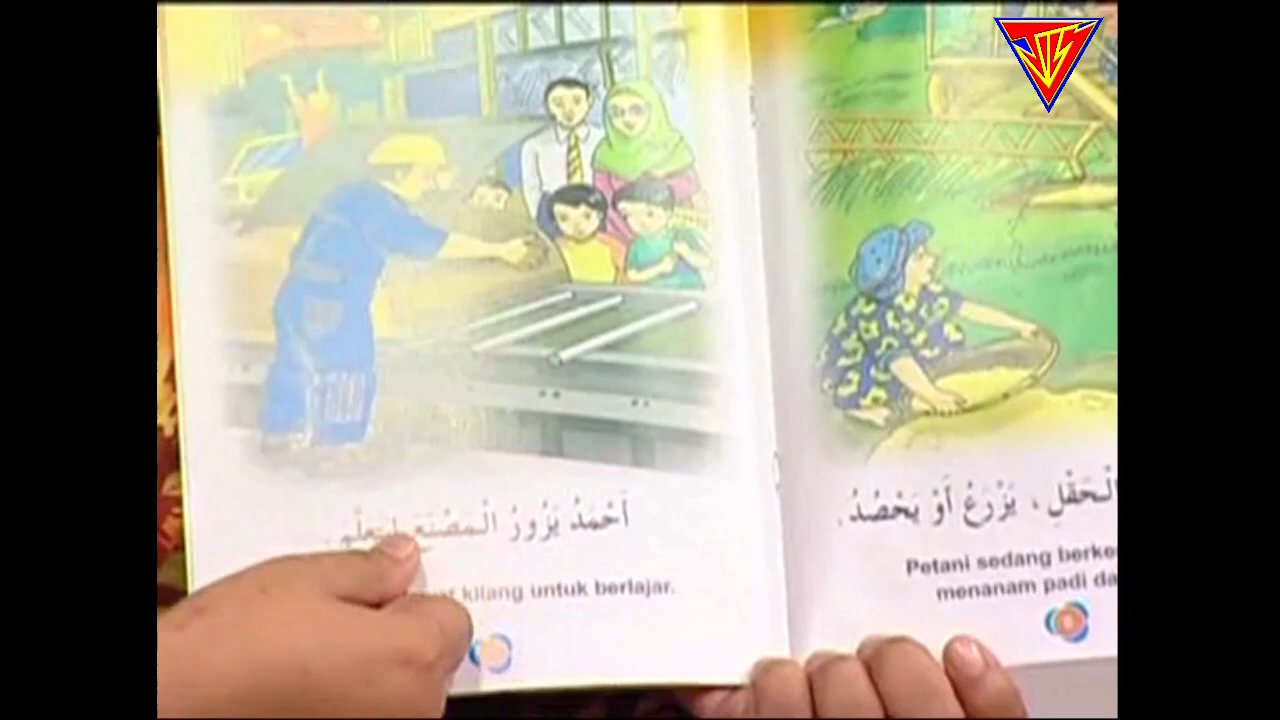 أَحْمَدُ يَزُورُ الْمَصْنَعِ
kilang untuk berlajar.
الْحَقْلِ ، يَزْرَعُ أَوْ يَحْصُدُ .
Petani sedang berke
menanam padi da